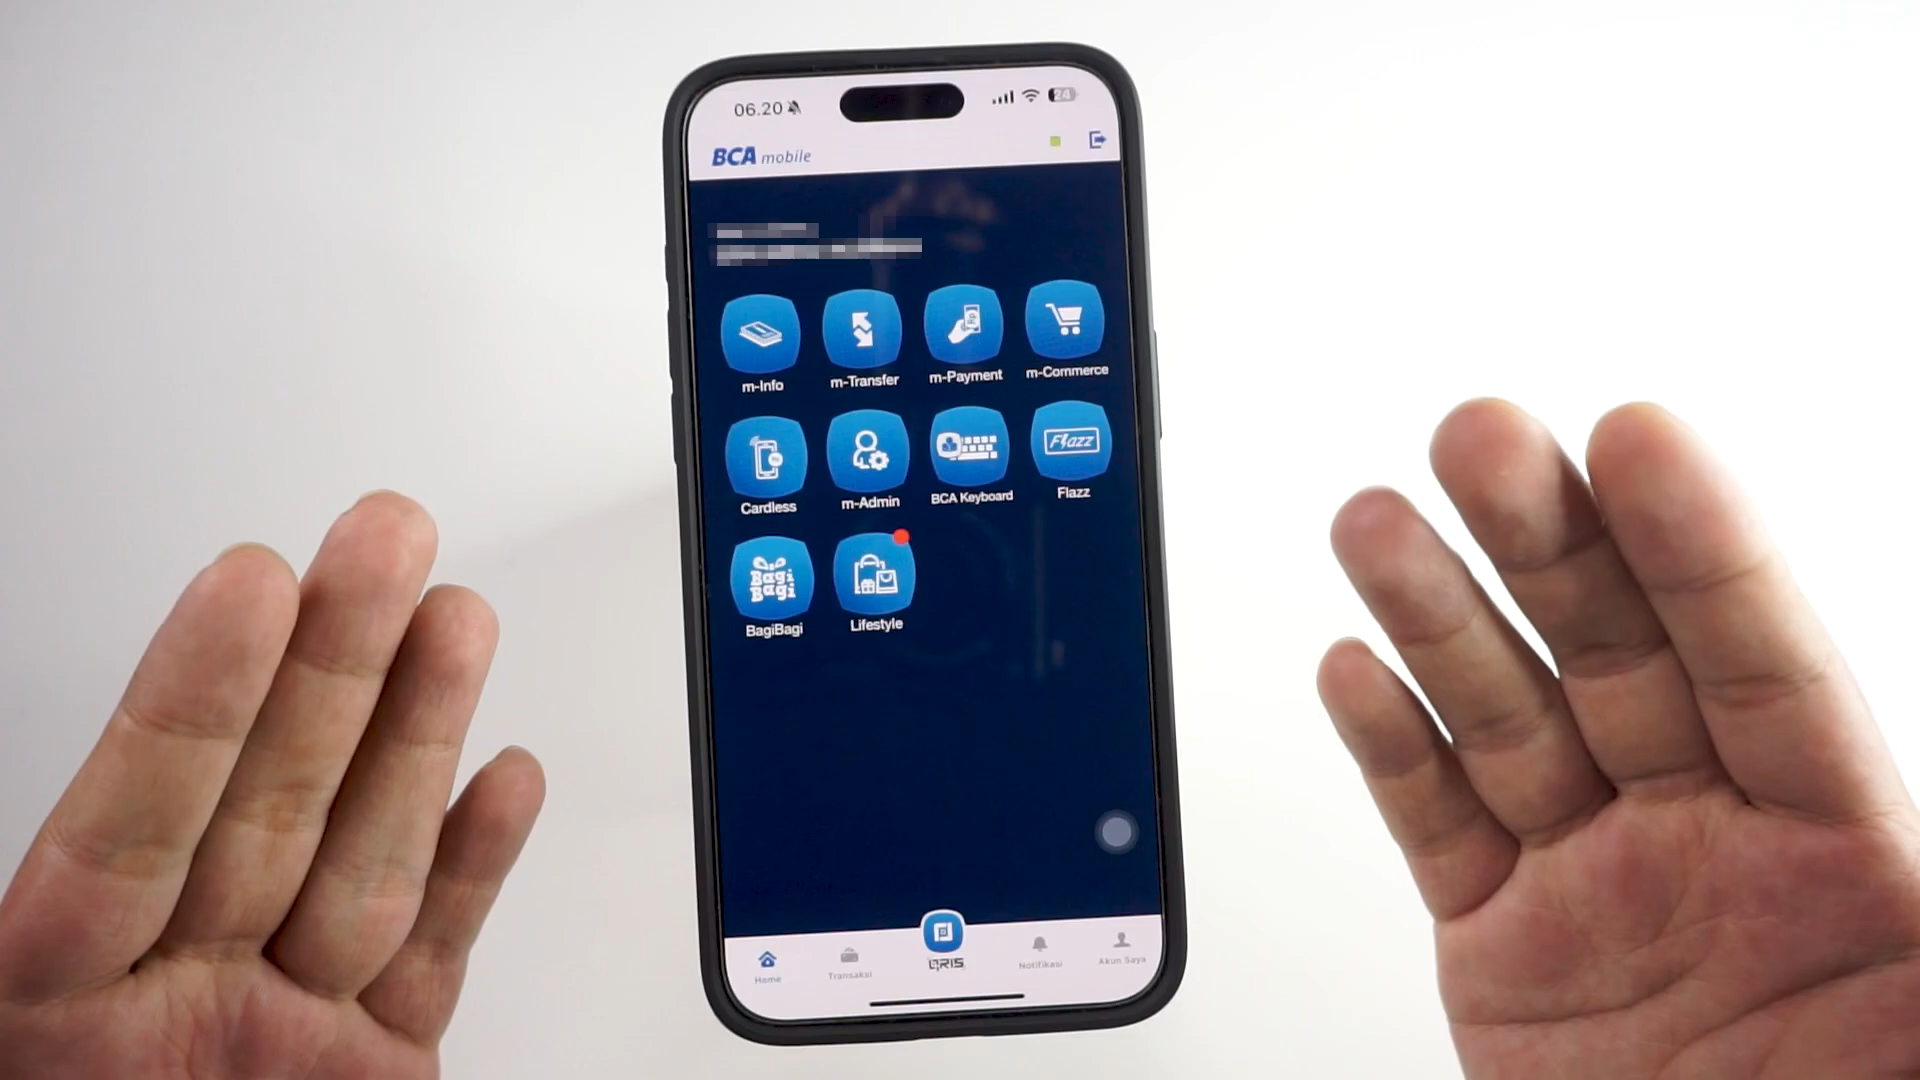 06.20 24
BCA mobile
m-Info m-Transfer m-Payment m-Commerce
Flazz
Cardless m-Admin BCA Keyboard Flazz
Bagi
Bagi
BagiBagi Lifestyle
Home Transaksi QRIS Notifikasi Akun Saya